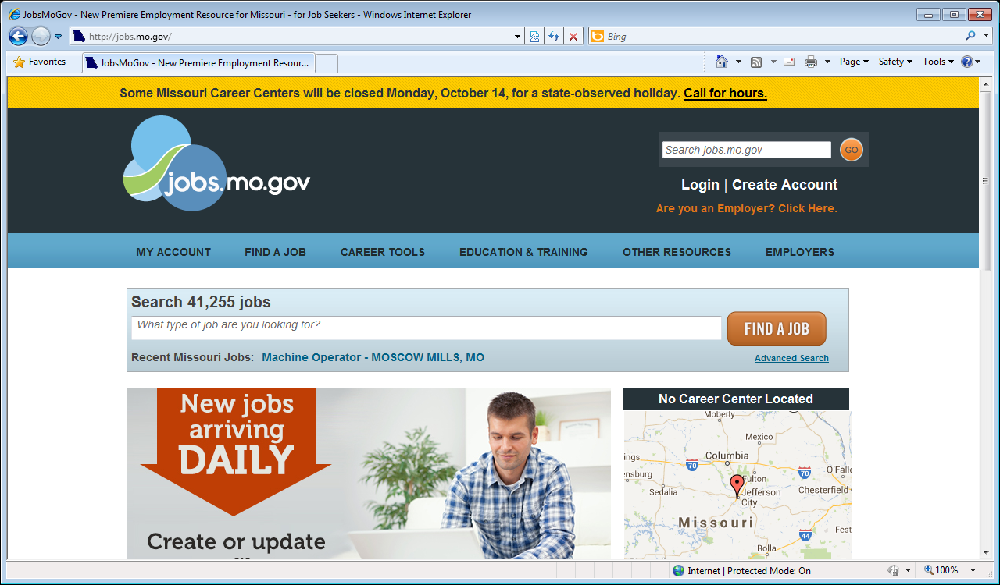 JobsMoGov - New Premiere Employment Resource for Missouri - for Job Seekers - Windows Internet Explorer
http://jobs.mo.gov/
Bing
Favorites
JobsMoGov - New Premiere Employment Resour...
Page
Safety
Tools
Some Missouri Career Centers will be closed Monday, October 14, for a state-observed holiday. Call for hours.
jobs.mo.gov
Search jobs.mo.gov
GO
Login | Create Account
Are you an Employer? Click Here.
MY ACCOUNT
FIND A JOB
CAREER TOOLS
EDUCATION & TRAINING
OTHER RESOURCES
EMPLOYERS
Search 41,255 jobs
What type of job are you looking for?
FIND A JOB
Recent Missouri Jobs: Machine Operator - MOSCOW MILLS, MO
Advanced Search
New jobs
arriving
DAILY
Create or update
No Career Center Located
Moberly
Mexico
ings
Columbia
70
70
O'Fall
ensburg
Fulton
Sedalia
Jefferson
City
Chesterfield
Missouri
44
Fest
Rolla
Internet | Protected Mode: On
100%